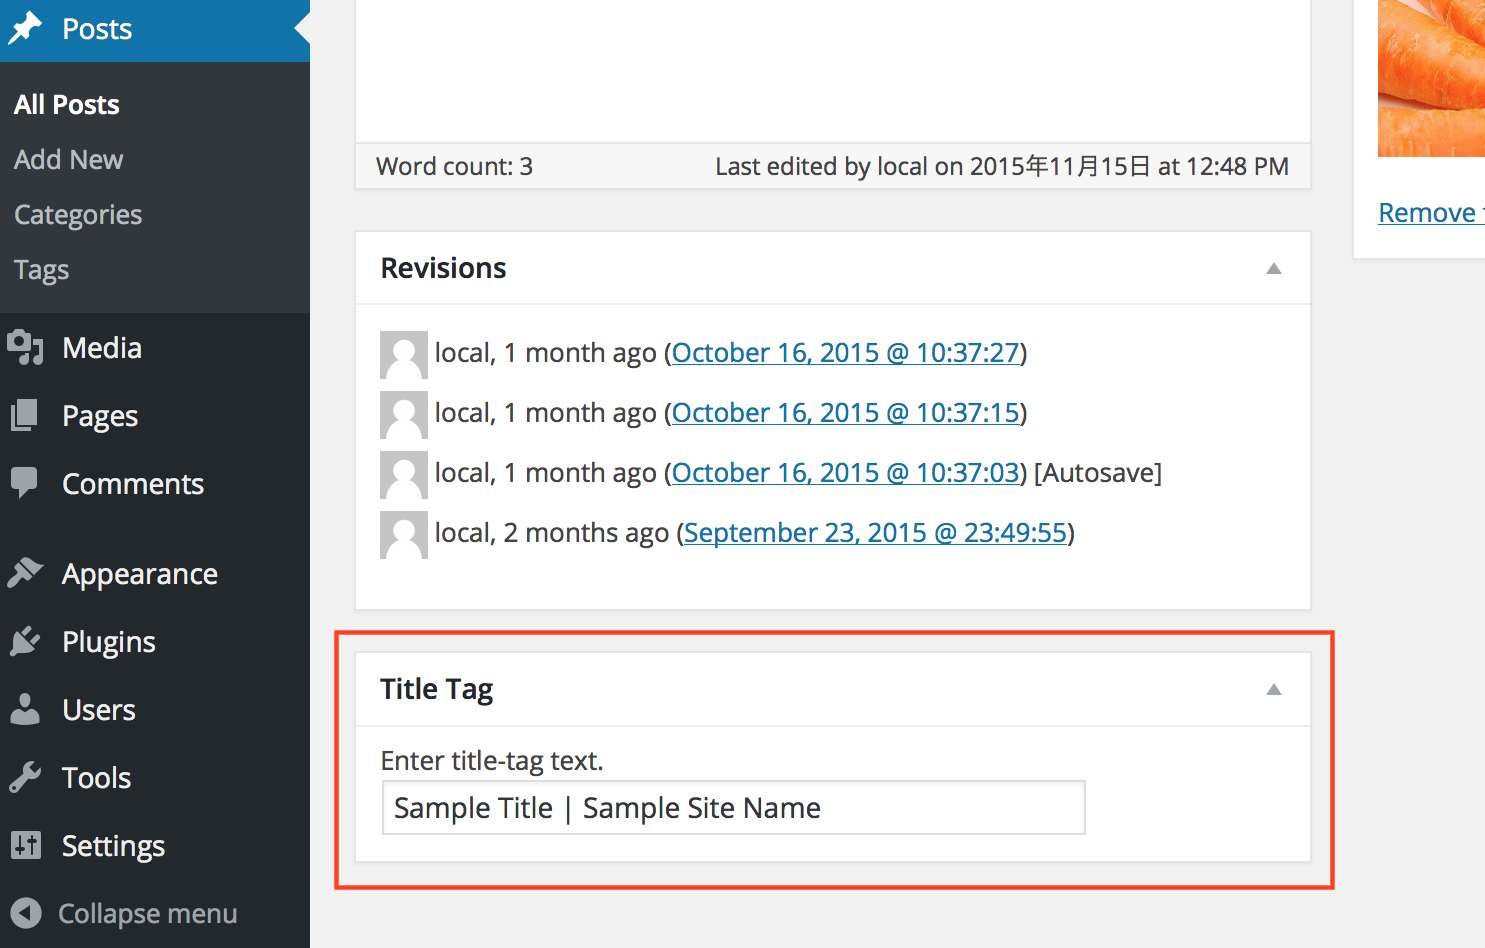 Posts
All Posts
Add New
Categories
Tags
Media
Pages
Comments
Appearance
Plugins
Users
Tools
Settings
Collapse menu
Word count: 3
Last edited by local on 2015年11月15日 at 12:48 PM
Revisions
local, 1 month ago (October 16, 2015 @ 10:37:27)
local, 1 month ago (October 16, 2015 @ 10:37:15)
local, 1 month ago (October 16, 2015 @ 10:37:03) [Autosave]
local, 2 months ago (September 23, 2015 @ 23:49:55)
Title Tag
Enter title-tag text.
Sample Title | Sample Site Name
Remove